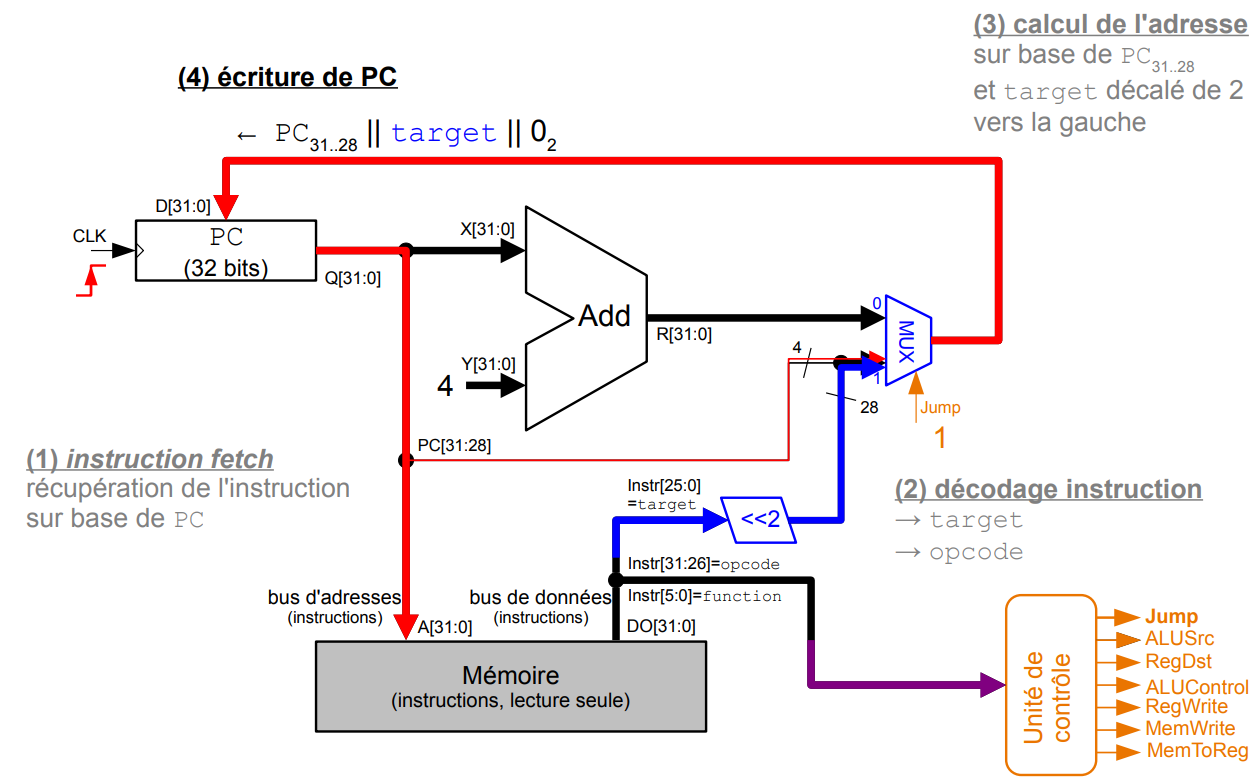 (3) calcul de l'adresse
sur base de PC31..28
et target décalé de 2
vers la gauche
(4) écriture de PC
← PC31..28 || target || 02
D[31:0]
CLK
PC
(32 bits)
Q[31:0]
X[31:0]
Add
R[31:0]
Y[31:0]
4
0
MUX
1
4
28
Jump
1
PC[31:28]
(1) instruction fetch
récupération de l'instruction
sur base de PC
(2) décodage instruction
→ target
→ opcode
Instr[25:0]
=target
<<2
Instr[31:26]=opcode
Instr[5:0]=function
bus d'adresses
(instructions)
A[31:0]
bus de données
(instructions)
DO[31:0]
Mémoire
(instructions, lecture seule)
Unité de
contrôle
Jump
ALUSrc
RegDst
ALUControl
RegWrite
MemWrite
MemToReg